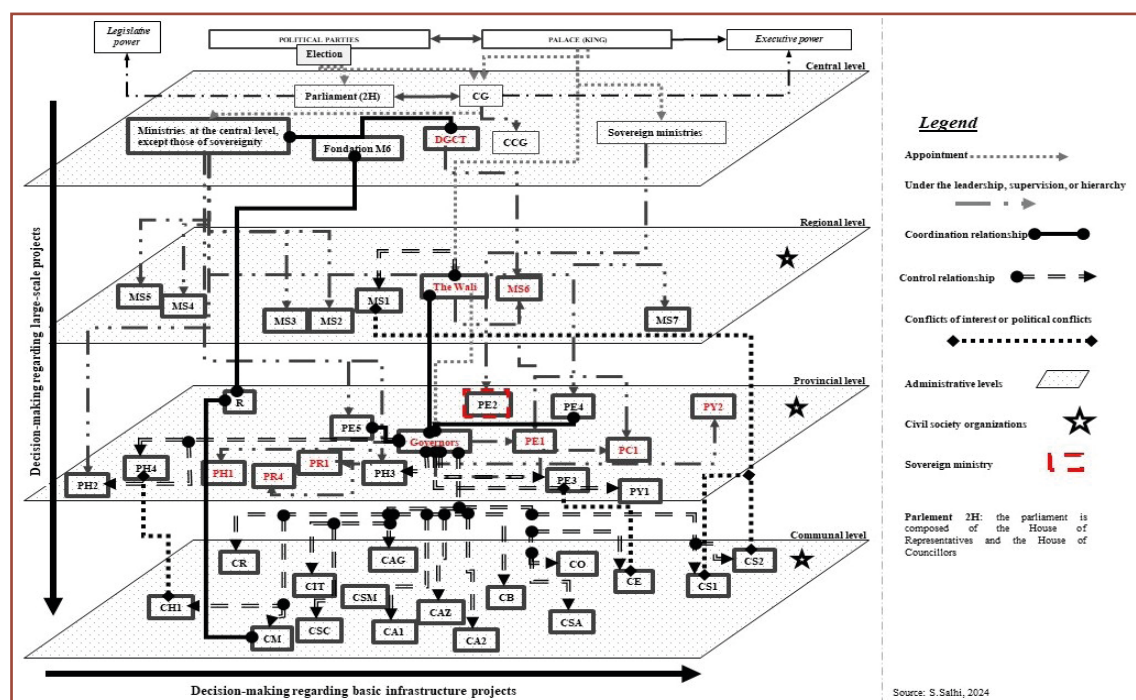 Legislative
power
POLITICAL PARTIES
PALACE (KING)
Executive power
Election
Central level
Parliament (2H)
CG
Ministries at the central level,
except those of sovereignty
Fondation M6
DGCT
CCG
Sovereign ministries
Regional level
MS5
MS4
MS3
MS2
MS1
The Wali
MS6
MS7
Provincial level
R
PE5
PE2
PE4
PY2
Governors
PE1
PC1
PH2
PH4
PH1
PR4
PR1
PH3
PE3
PY1
Communal level
CR
CAG
CIT
CSM
CO
CE
CS1
CS2
CH1
CM
CSC
CA1
CAZ
CA2
CB
CSA
Decision-making regarding large-scale projects
Decision-making regarding basic infrastructure projects
Legend
Appointment
Under the leadership, supervision, or hierarchy
Coordination relationship
Control relationship
Conflicts of interest or political conflicts
Administrative levels
Civil society organizations
Sovereign ministry
Parlement 2H: the parliament is
composed of the House of
Representatives and the House of
Councillors
Source: S.Salhi, 2024